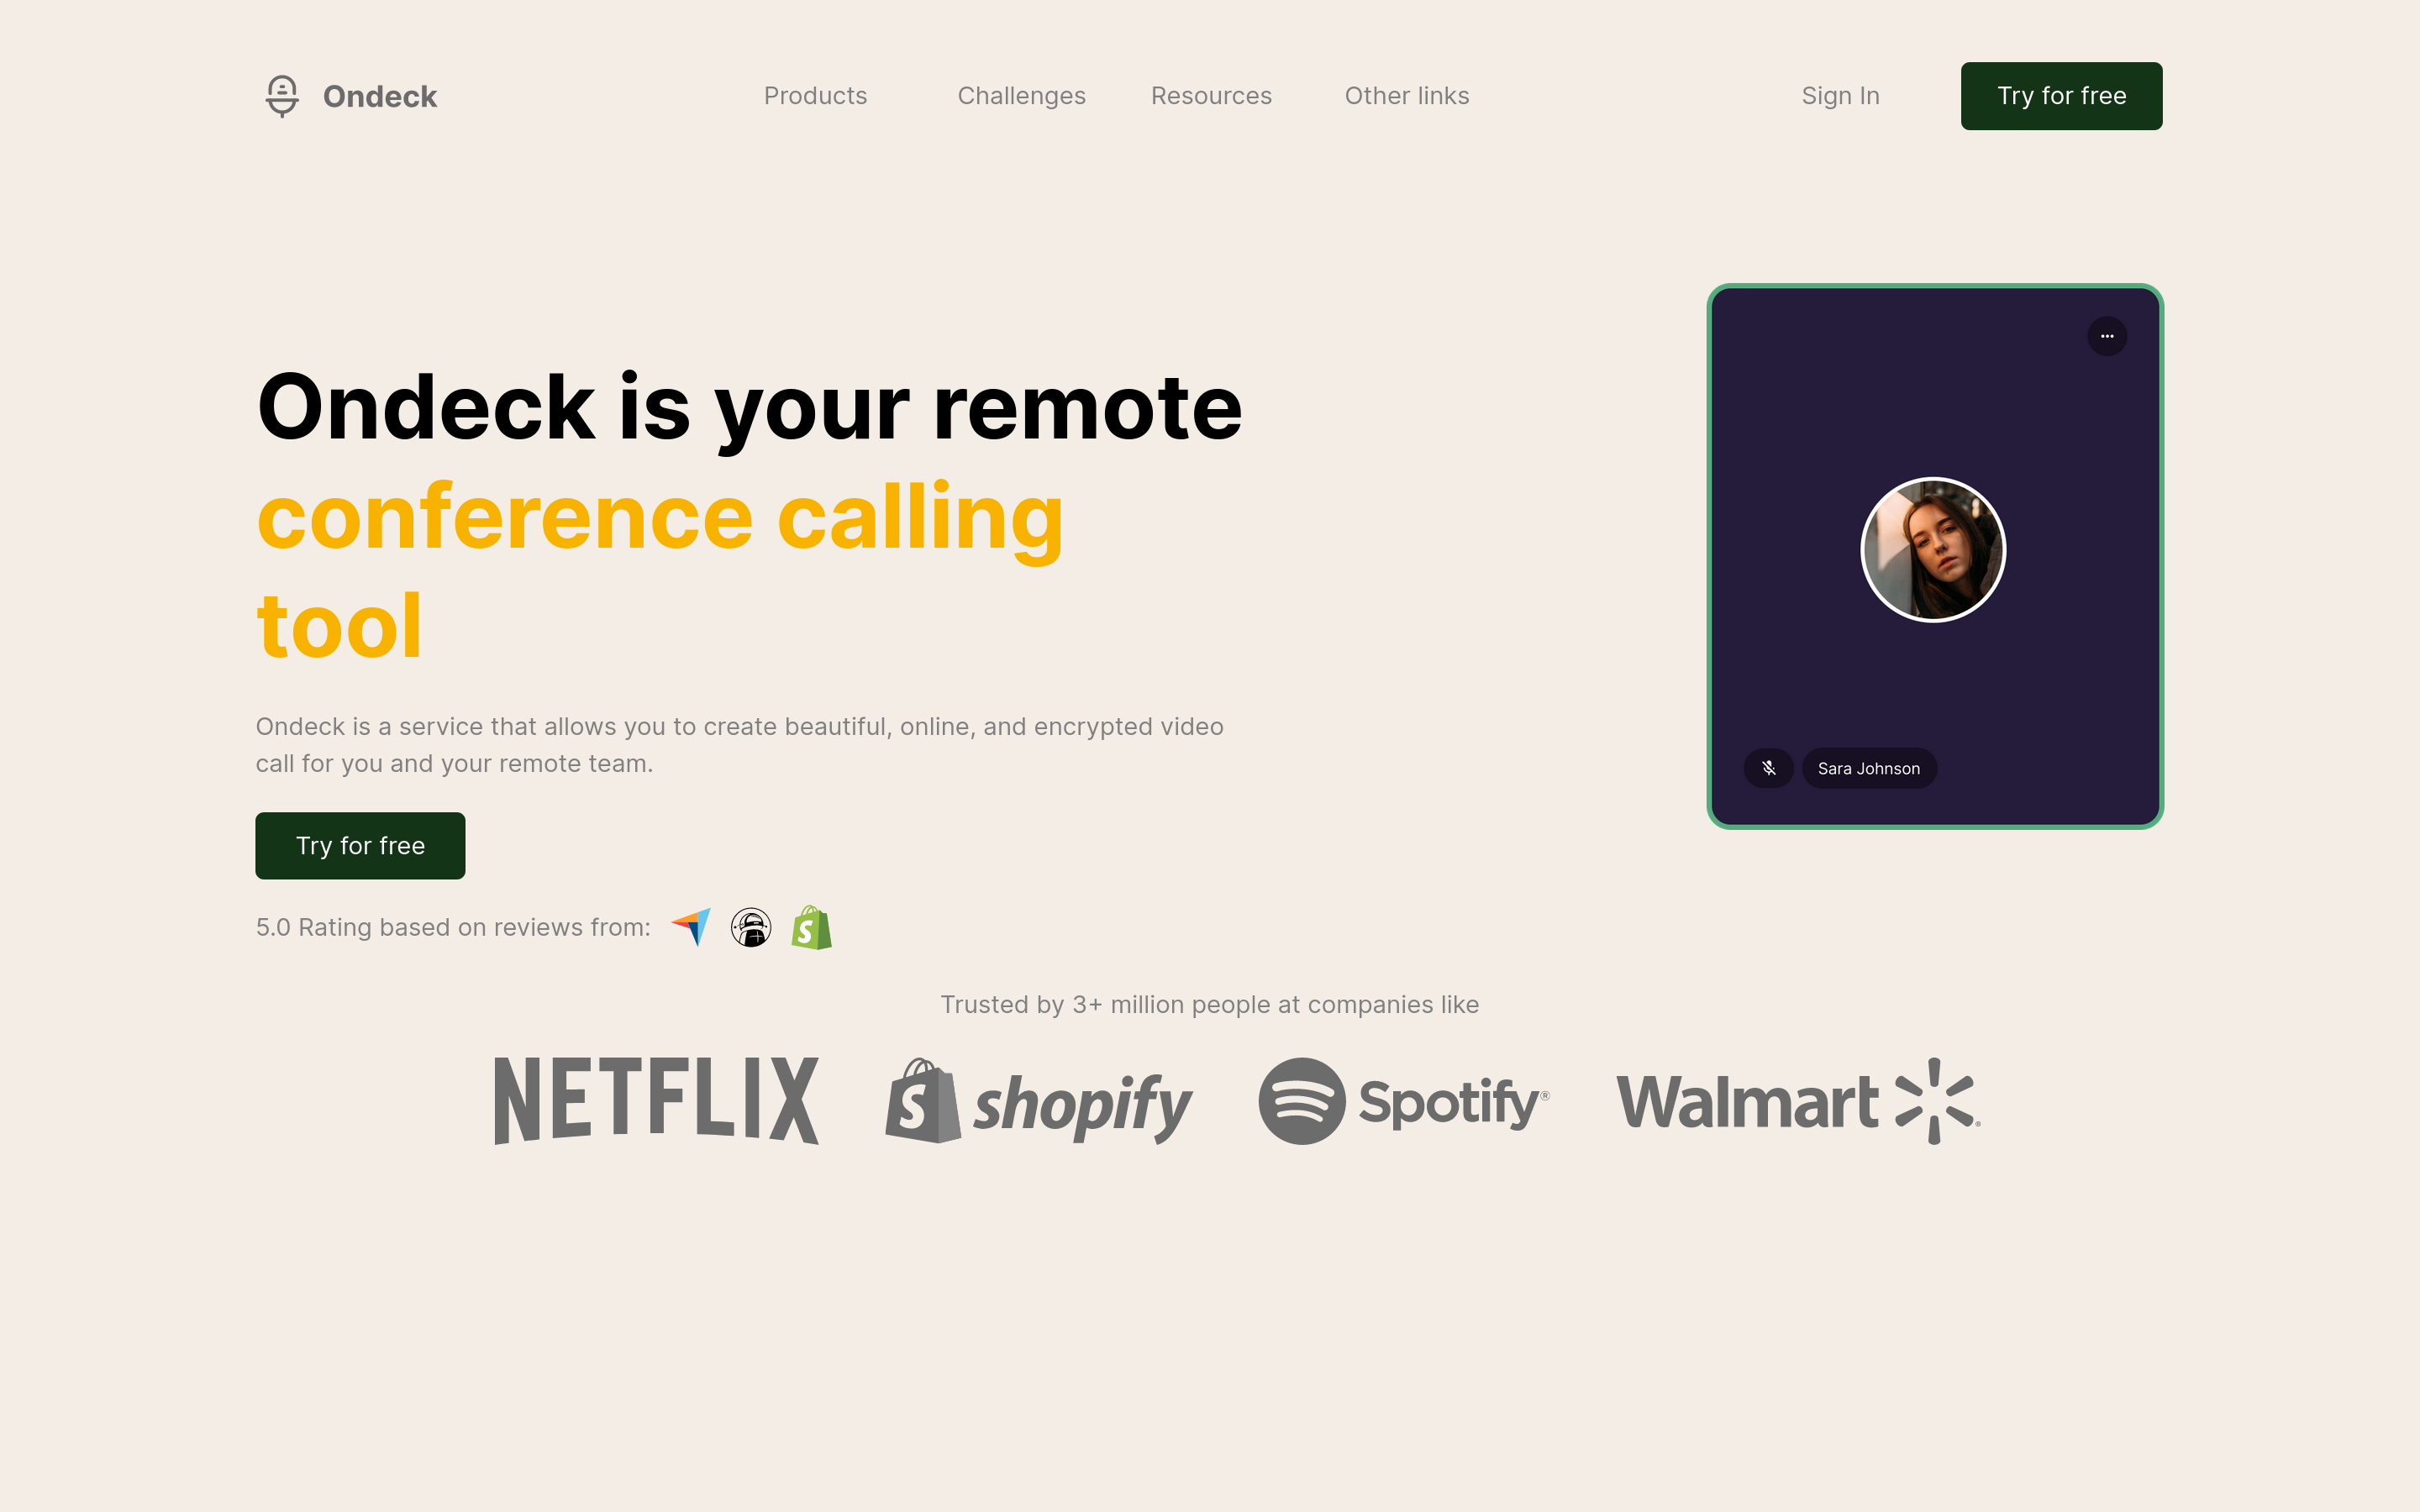 Ondeck
Products
Challenges
Resources
Other links
Sign In
Try for free
Ondeck is your remote
conference calling
tool
Ondeck is a service that allows you to create beautiful, online, and encrypted video
call for you and your remote team.
Try for free
5.0 Rating based on reviews from:
S
Sara Johnson
Trusted by 3+ million people at companies like
NETFLIX
S shopify
Spotify®
Walmart